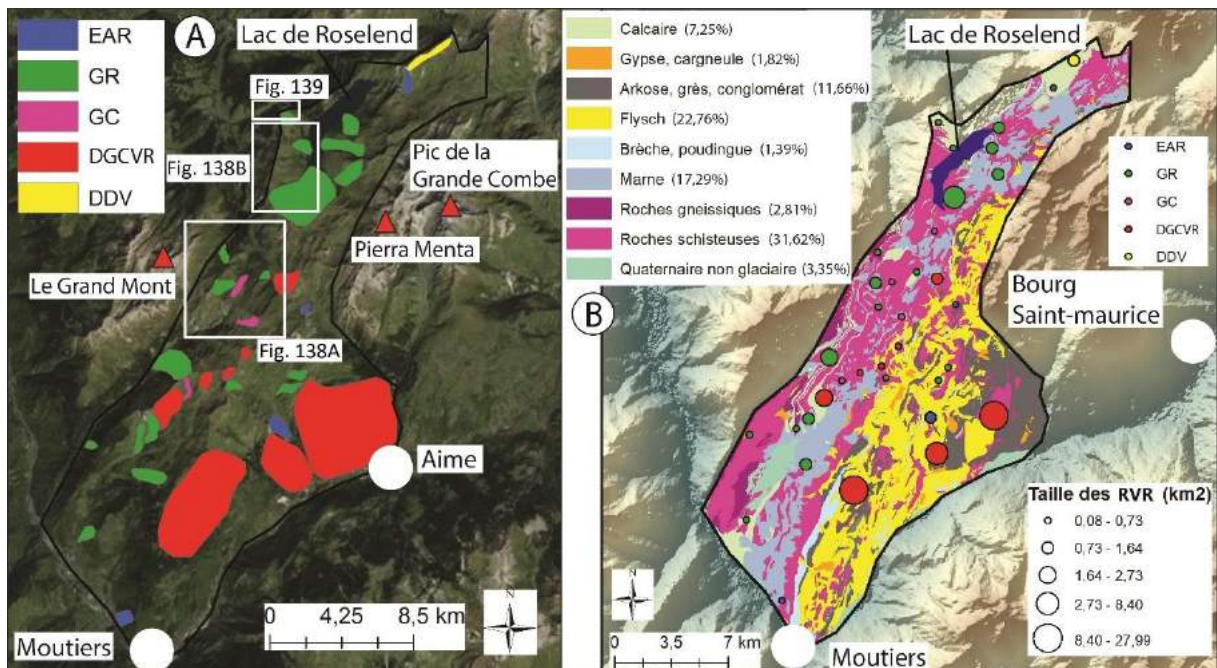 EAR
GR
GC
DGCVR
DDV
A
Lac de Roselend
Fig. 139
Fig. 138B
Pic de la
Grande Combe
Pierra Menta
Le Grand Mont
Fig. 138A
Aime
Moutiers
0 4,25 8,5 km
N
Calcaire (7,25%)
Gypse, cargneule (1,82%)
Arkose, grès, conglomérat (11,66%)
Flysch (22,76%)
Brèche, poudingue (1,39%)
Marne (17,29%)
Roches gneissiques (2,81%)
Roches schisteuses (31,62%)
Quaternaire non glaciaire (3,35%)
B
Lac de Roselend
EAR
GR
GC
DGCVR
DDV
Bourg
Saint-maurice
Taille des RVR (km2)
0,08 - 0,73
0,73 - 1,64
1.64 - 2,73
2,73 - 8,40
8,40 - 27,99
N
0 3,5 7 km
Moutiers